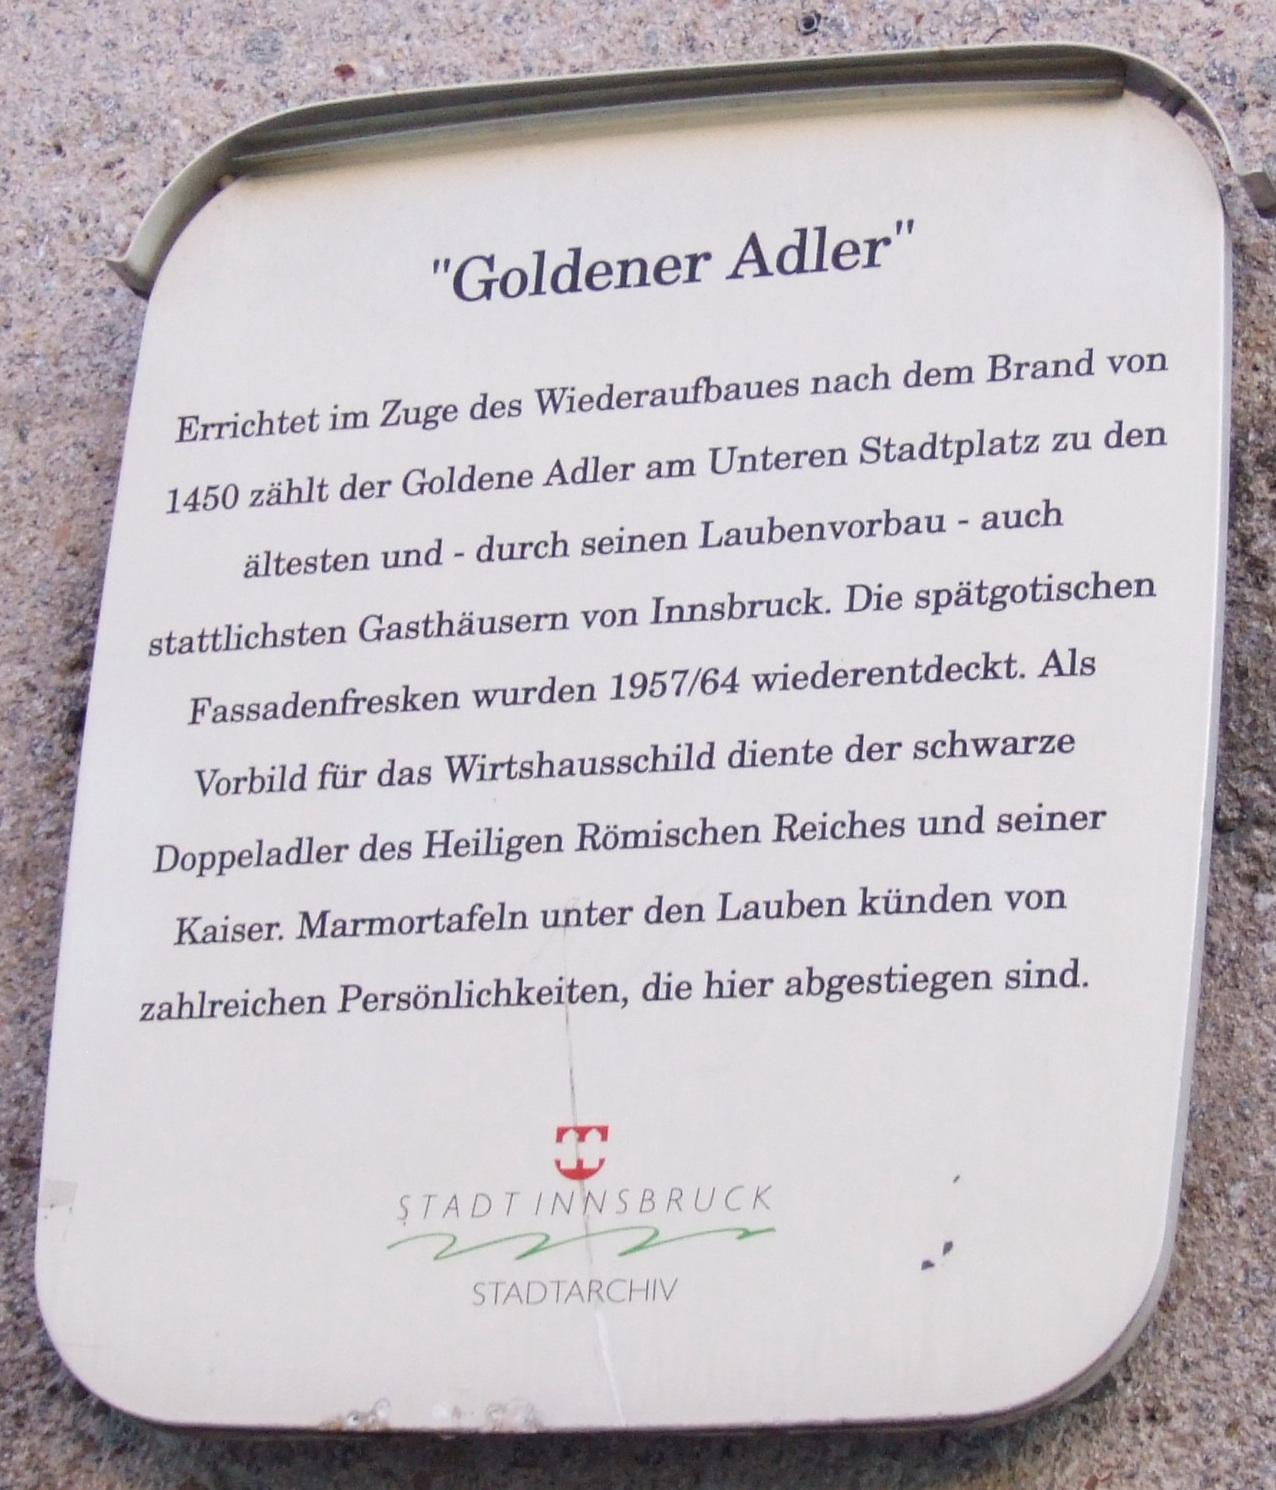 "Goldener Adler"
Errichtet im Zuge des Wiederaufbaues nach dem Brand von
1450 zählt der Goldene Adler am Unteren Stadtplatz zu den
ältesten und - durch seinen Laubenvorbau - auch
stattlichsten Gasthäusern von Innsbruck. Die spätgotischen
Fassadenfresken wurden 1957/64 wiederentdeckt. Als
Vorbild für das Wirtshausschild diente der schwarze
Doppeladler des Heiligen Römischen Reiches und seiner
Kaiser. Marmortafeln unter den Lauben künden von
zahlreichen Persönlichkeiten, die hier abgestiegen sind.
STADT INNSBRUCK
STADTARCHIV